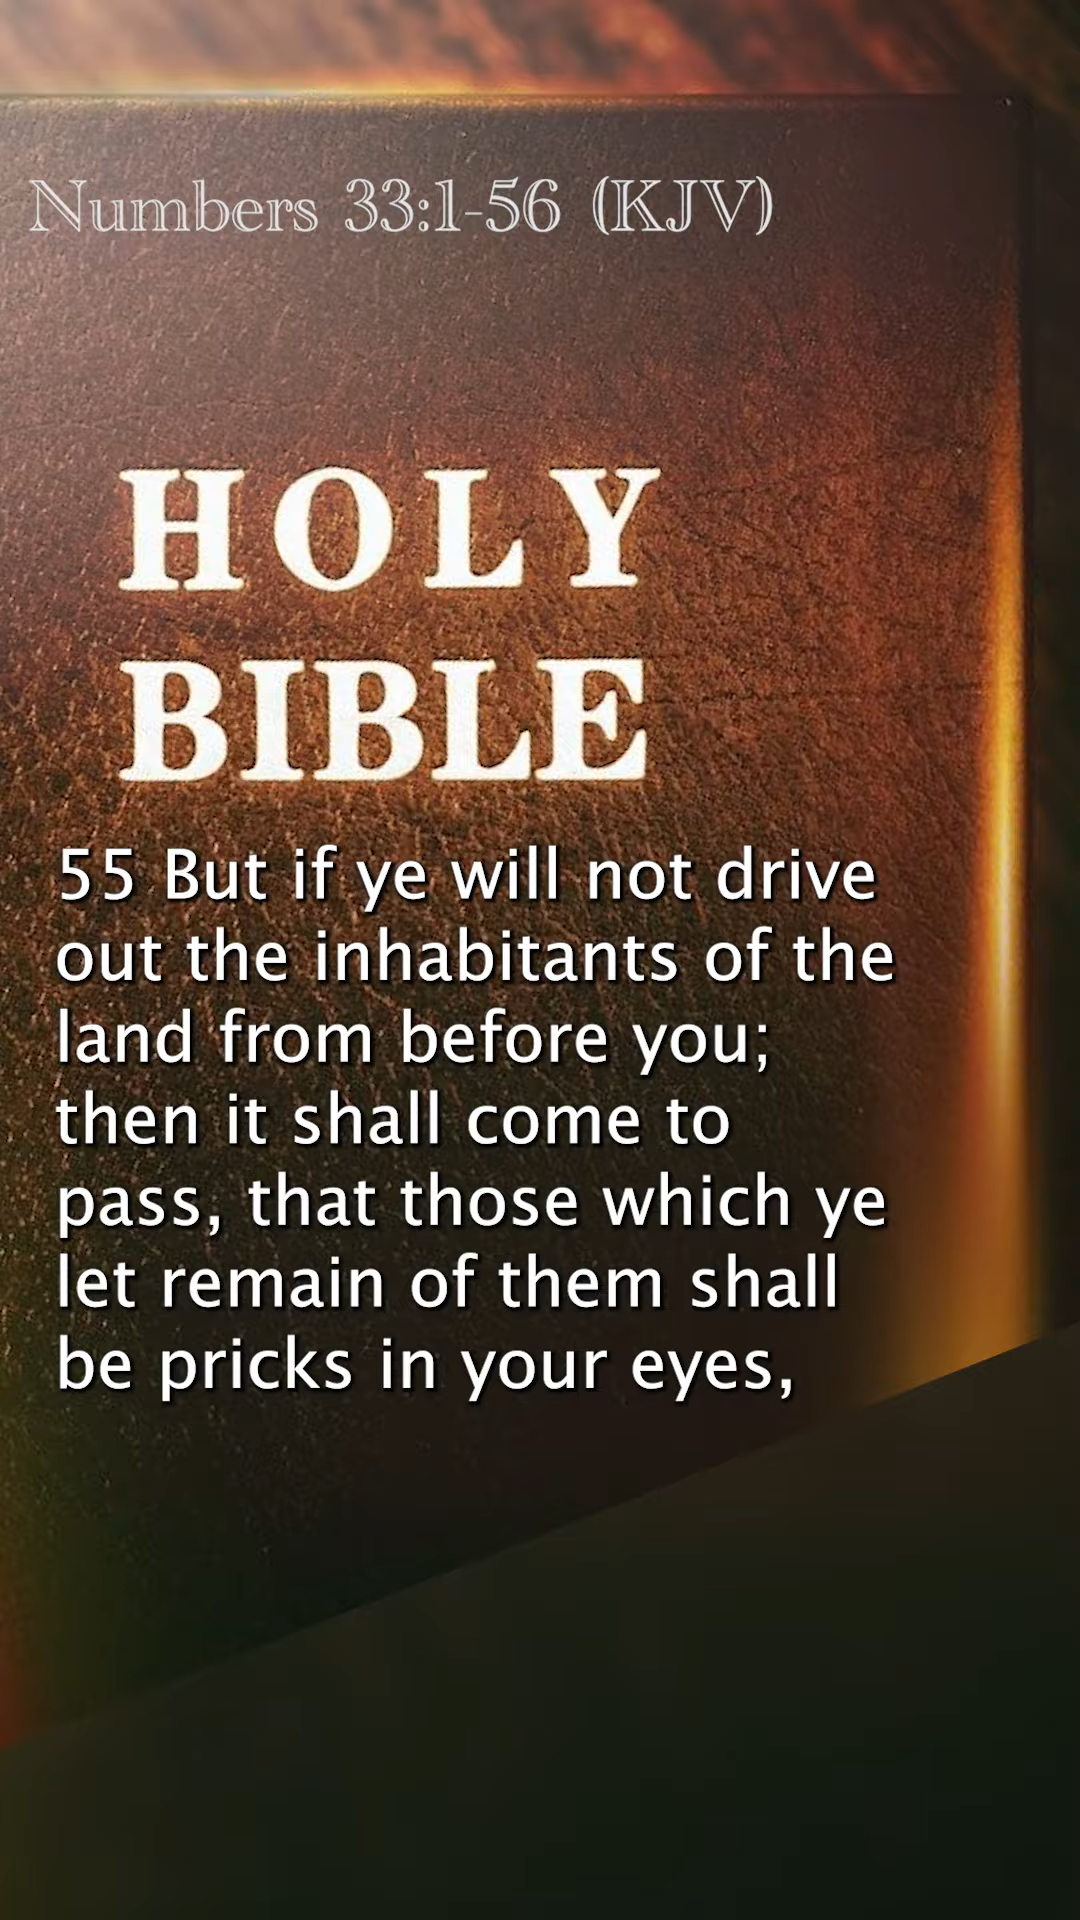 Numbers 33:1-56 (KJV)
HOLY
BIBLE
55 But if ye will not drive
out the inhabitants of the
land from before you;
then it shall come to
pass, that those which ye
let remain of them shall
be pricks in your eyes,